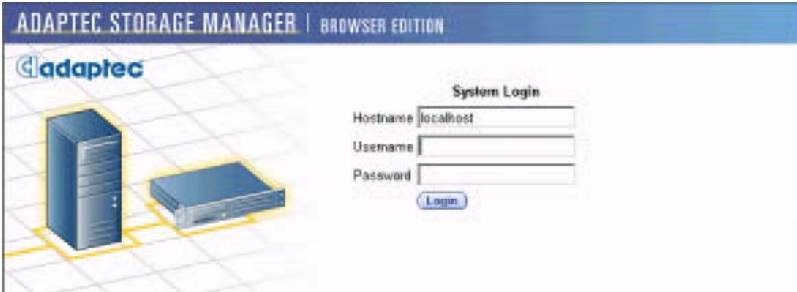 ADAPTEC STORAGE MANAGER | BROWSER EDITION
adaptec
System Login
Hostname localhost
Username
Password
Login